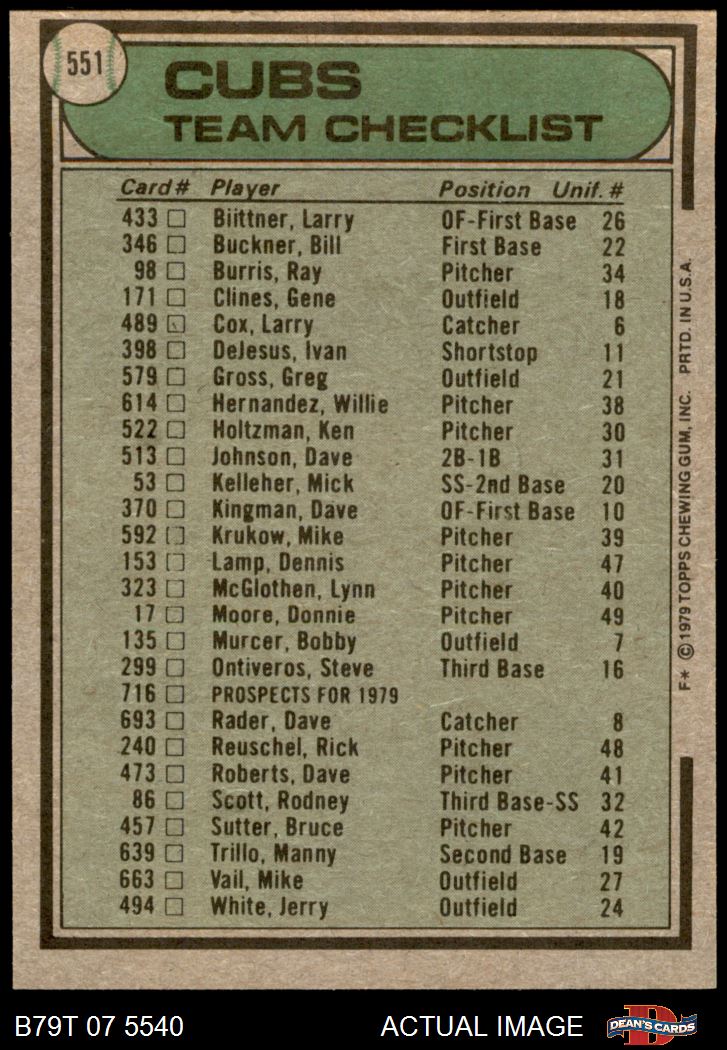 551
CUBS
TEAM CHECKLIST
Card # Player Position Unif. #
433 Biittner, Larry OF-First Base 26
346 Buckner, Bill First Base 22
98 Burris, Ray Pitcher 34
171 Clines, Gene Outfield 18
489 Cox, Larry Catcher 6
398 DeJesus, Ivan Shortstop 11
579 Gross, Greg Outfield 21
614 Hernandez, Willie Pitcher 38
522 Holtzman, Ken Pitcher 30
513 Johnson, Dave 2B-1B 31
53 Kelleher, Mick SS-2nd Base 20
370 Kingman, Dave OF-First Base 10
592 Krukow, Mike Pitcher 39
153 Lamp, Dennis Pitcher 47
323 McGlothen, Lynn Pitcher 40
17 Moore, Donnie Pitcher 49
135 Murcer, Bobby Outfield 7
299 Ontiveros, Steve Third Base 16
716 PROSPECTS FOR 1979
693 Rader, Dave Catcher 8
240 Reuschel, Rick Pitcher 48
473 Roberts, Dave Pitcher 41
86 Scott, Rodney Third Base-SS 32
457 Sutter, Bruce Pitcher 42
639 Trillo, Manny Second Base 19
663 Vail, Mike Outfield 27
494 White, Jerry Outfield 24
F* © 1979 TOPPS CHEWING GUM, INC. PRTD. IN U.S.A.
B79T 07 5540 ACTUAL IMAGE DEAN'S CARDS